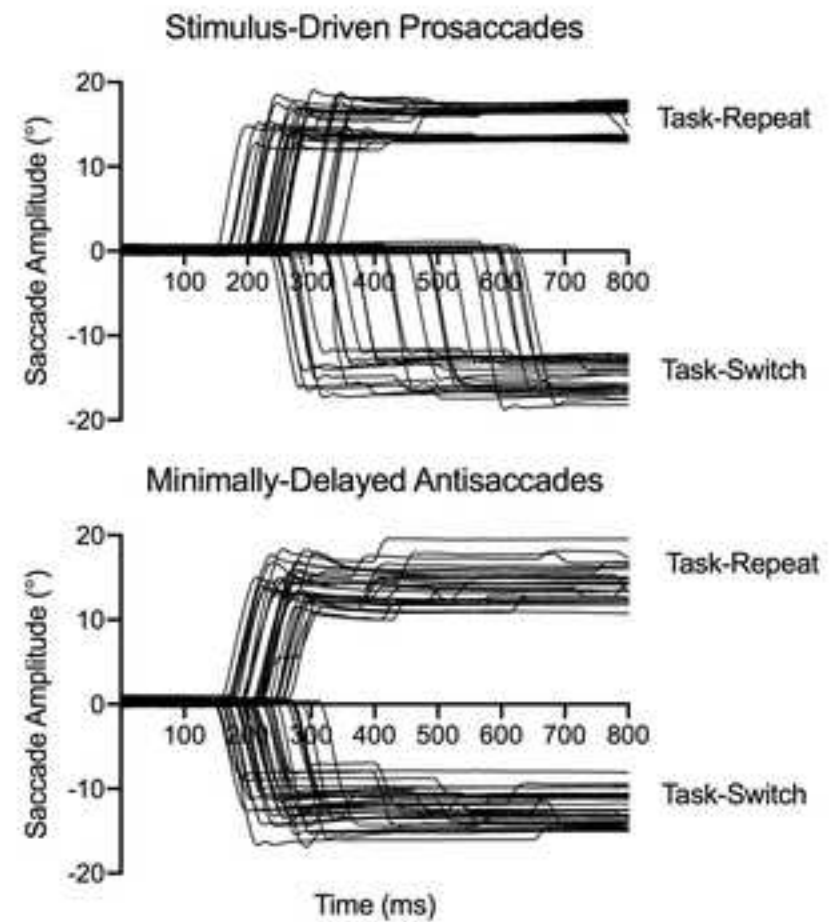 Stimulus-Driven Prosaccades
20
10
0
-10
-20
Saccade Amplitude (°)
100 200 300 400 500 600 700 800
Task-Repeat
Task-Switch
Minimally-Delayed Antisaccades
20
10
0
-10
-20
Saccade Amplitude (°)
100 200 300 400 500 600 700 800
Task-Repeat
Task-Switch
Time (ms)